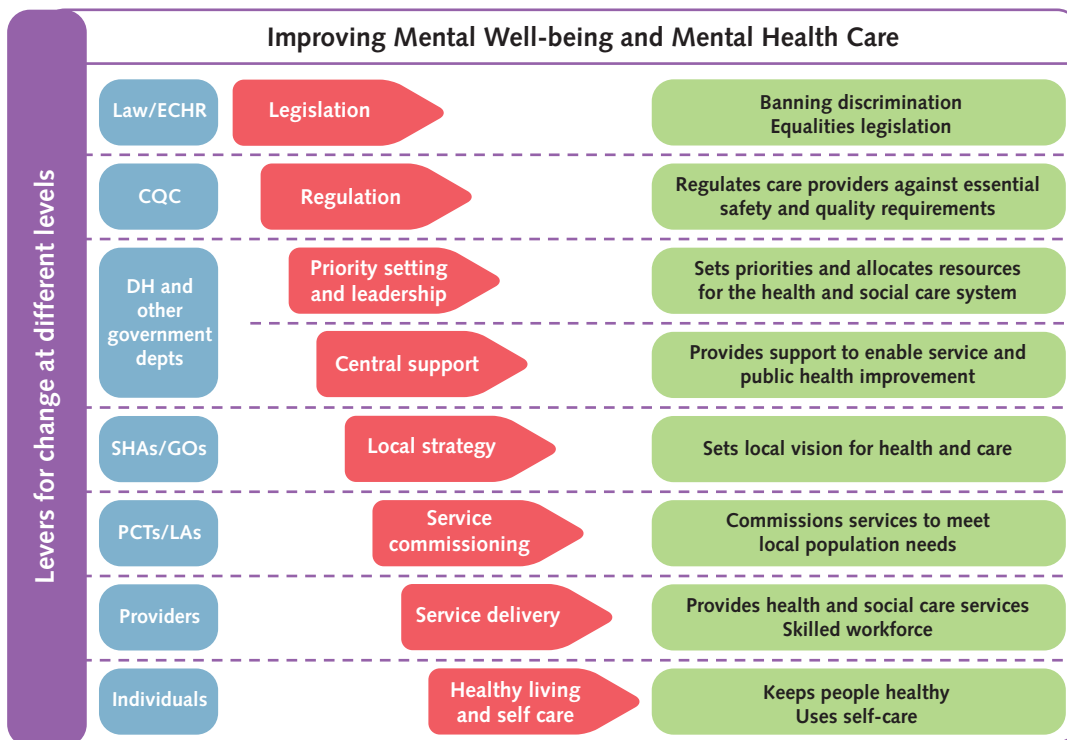 Improving Mental Well-being and Mental Health Care
Levers for change at different levels
Law/ECHR
Legislation
Banning discrimination
Equalities legislation
CQC
Regulation
Regulates care providers against essential
safety and quality requirements
DH and
other
government
depts
Priority setting
and leadership
Sets priorities and allocates resources
for the health and social care system
Central support
Provides support to enable service and
public health improvement
SHAs/GOs
Local strategy
Sets local vision for health and care
PCTs/LAs
Service
commissioning
Commissions services to meet
local population needs
Providers
Service delivery
Provides health and social care services
Skilled workforce
Individuals
Healthy living
and self care
Keeps people healthy
Uses self-care